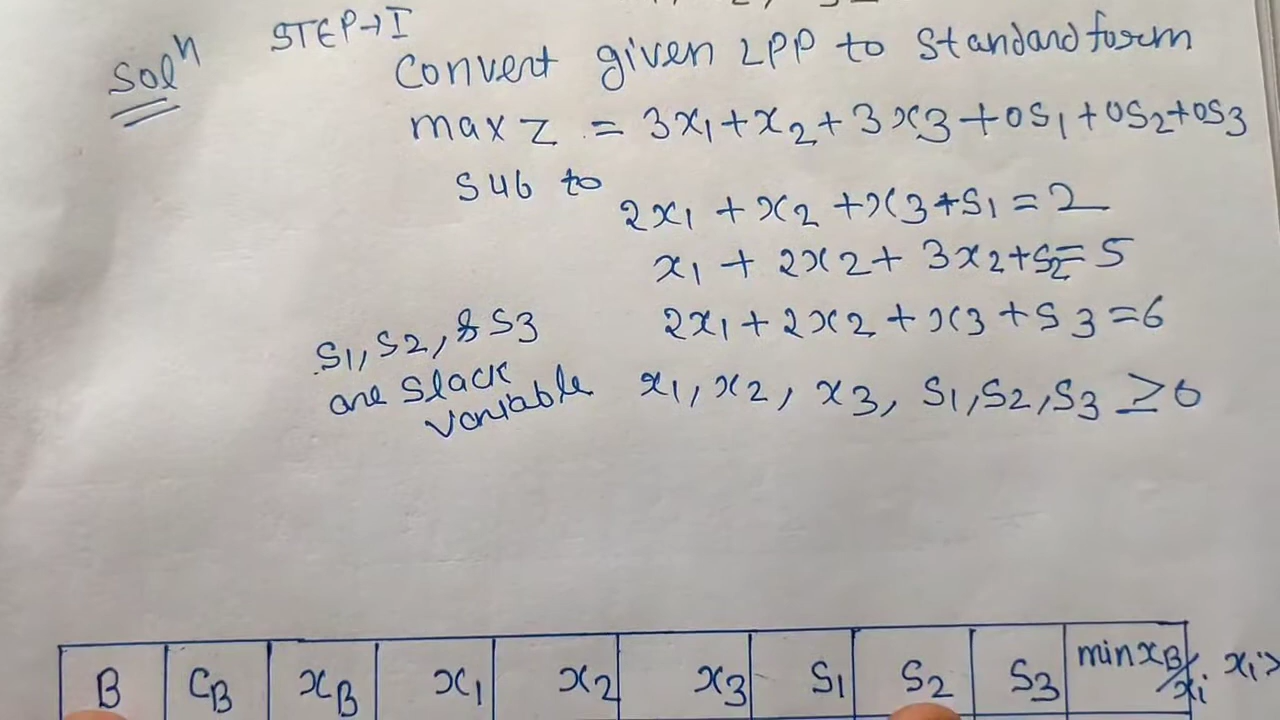 Solⁿ STEP→I
Convert given LPP to standard form
max z = 3x₁+x₂+3x₃+0s₁+0s₂+0s₃
sub to
2x₁ + x₂ +x₃+s₁ = 2
x₁ + 2x₂ + 3x₂+s₂= 5
2x₁ + 2x₂ + x₃ + s₃ = 6
s₁, s₂, & s₃
are slack
variable
x₁, x₂, x₃, s₁, s₂, s₃ ≥ 0
B C_B x_B x₁ x₂ x₃ s₁ s₂ s₃ min x_B/xᵢ xᵢ>